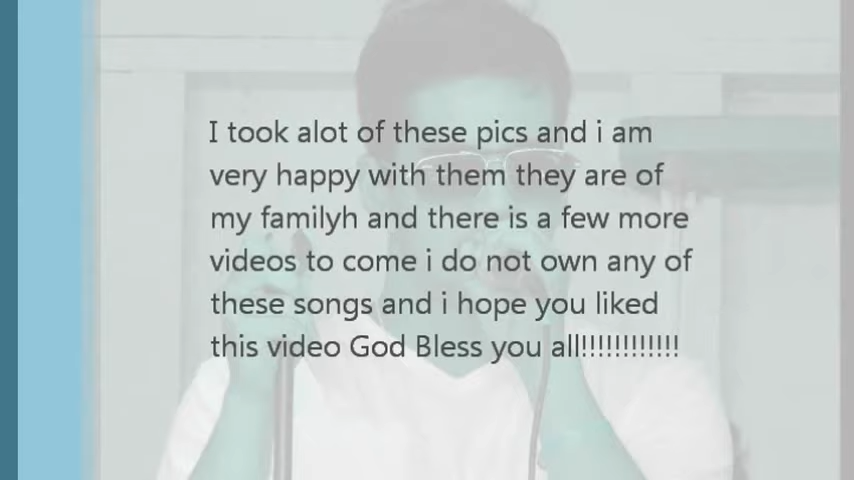 I took alot of these pics and i am
very happy with them they are of
my familyh and there is a few more
videos to come i do not own any of
these songs and i hope you liked
this video God Bless you all!!!!!!!!!!!!